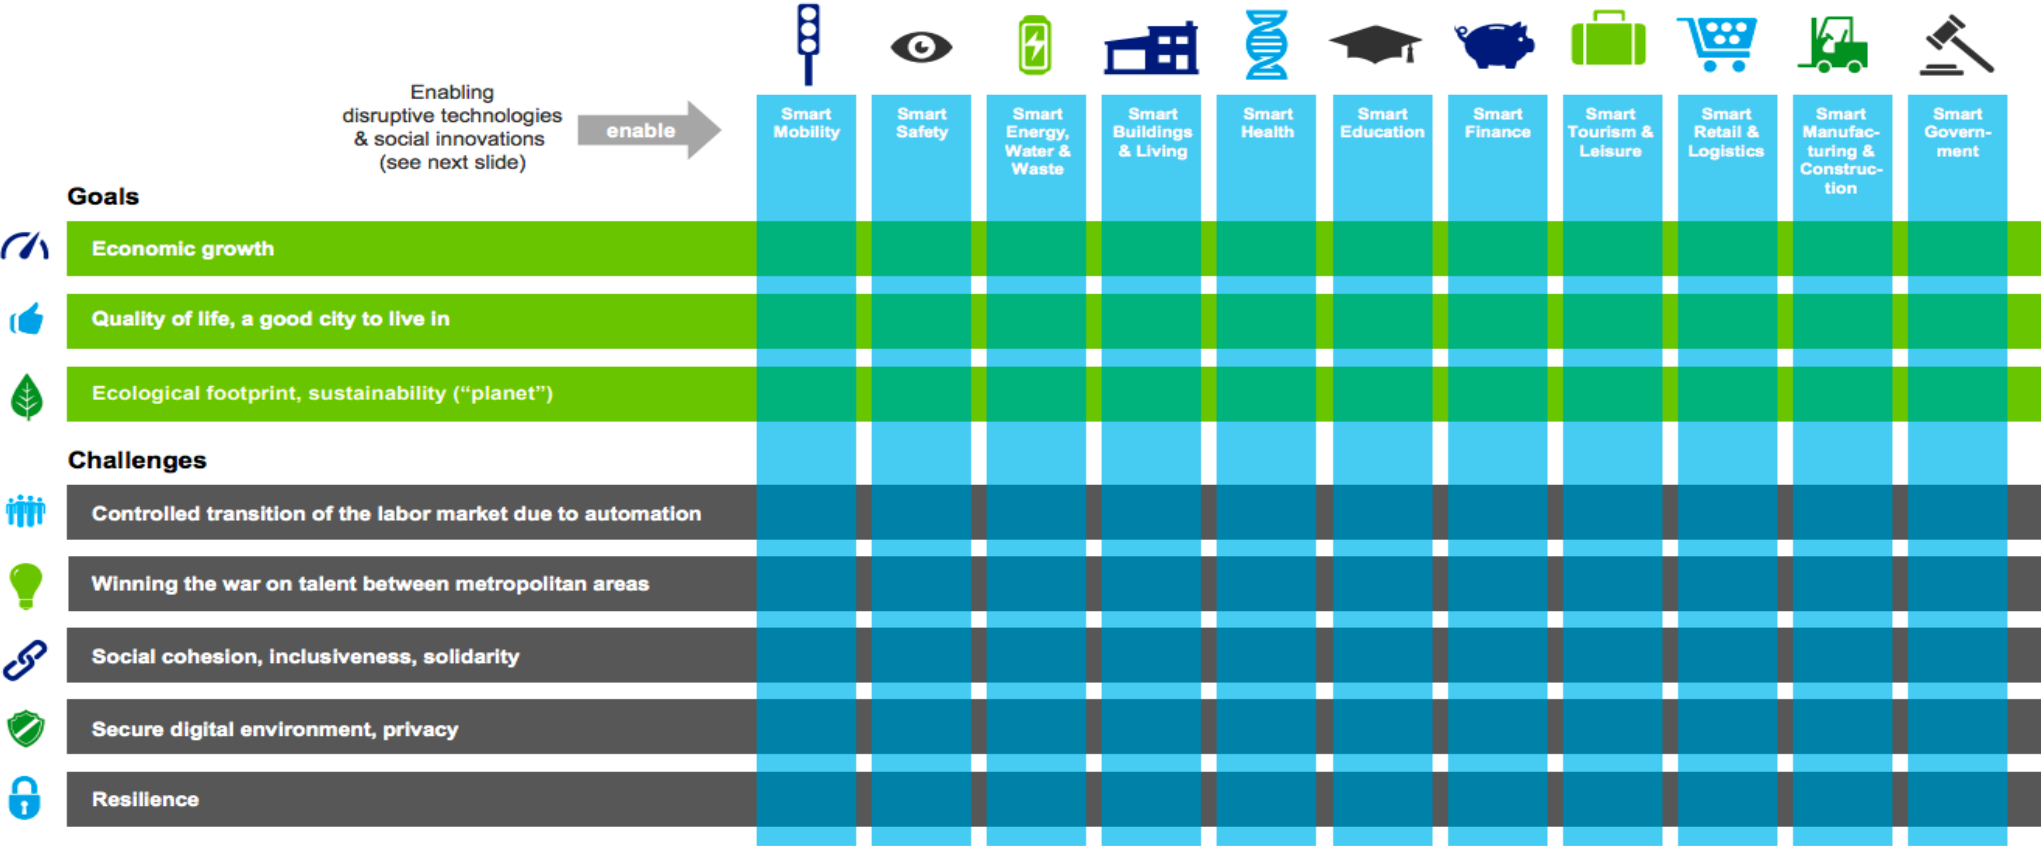 Enabling
disruptive technologies
& social innovations
(see next slide)
enable
Smart
Mobility
Smart
Safety
Smart
Energy,
Water &
Waste
Smart
Buildings
& Living
Smart
Health
Smart
Education
Smart
Finance
Smart
Tourism &
Leisure
Smart
Retail &
Logistics
Smart
Manufac-
turing &
Construc-
tion
Smart
Govern-
ment
Goals
Economic growth
Quality of life, a good city to live in
Ecological footprint, sustainability (“planet”)
Challenges
Controlled transition of the labor market due to automation
Winning the war on talent between metropolitan areas
Social cohesion, inclusiveness, solidarity
Secure digital environment, privacy
Resilience